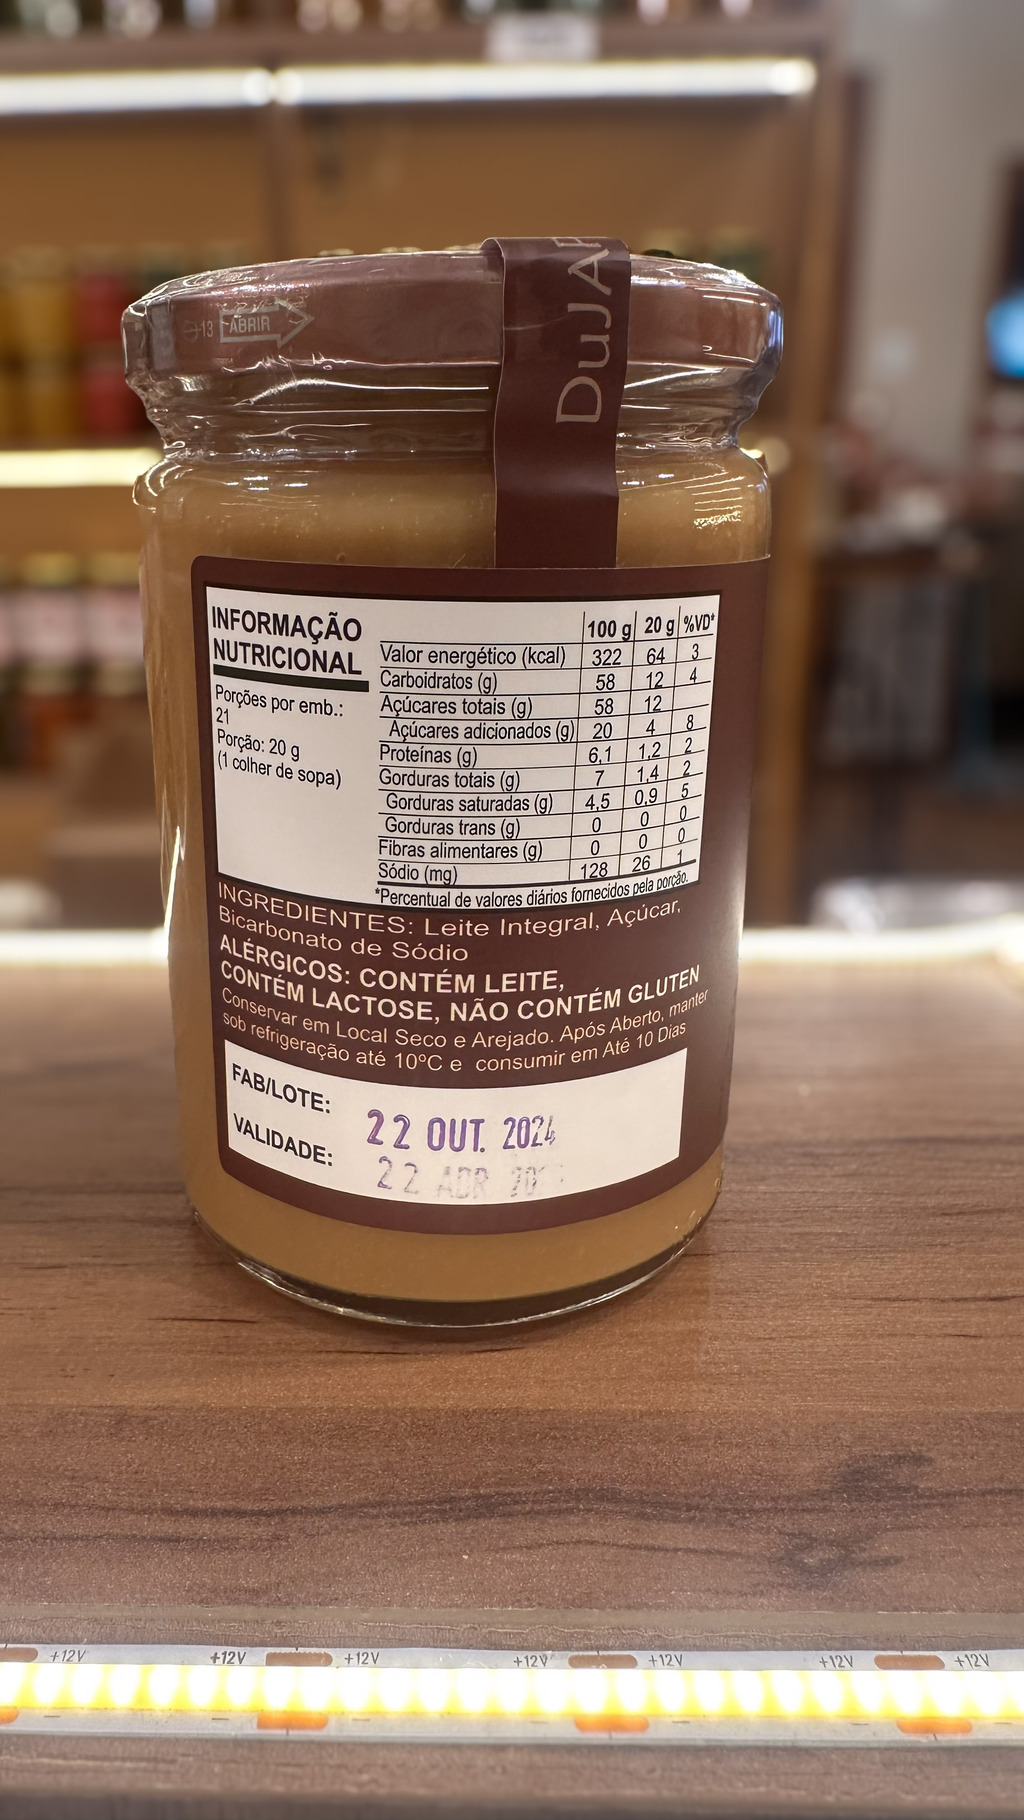 13 ABRIR
INFORMAÇÃO
NUTRICIONAL
Porções por emb.:
21
Porção: 20 g
(1 colher de sopa)
100 g 20 g %VD*
Valor energético (kcal) 322 64 3
Carboidratos (g) 58 12 4
Açúcares totais (g) 58 12
Açúcares adicionados (g) 20 4 8
Proteínas (g) 6,1 1,2 2
Gorduras totais (g) 7 1,4 2
Gorduras saturadas (g) 4,5 0,9 5
Gorduras trans (g) 0 0 0
Fibras alimentares (g) 0 0 0
Sódio (mg) 128 26 1
*Percentual de valores diários fornecidos pela porção.
INGREDIENTES: Leite Integral, Açúcar,
Bicarbonato de Sódio
ALÉRGICOS: CONTÉM LEITE,
CONTÉM LACTOSE, NÃO CONTÉM GLUTEN
Conservar em Local Seco e Arejado. Após Aberto, manter
sob refrigeração até 10ºC e consumir em Até 10 Dias
FAB/LOTE: 22 OUT. 2024
VALIDADE: 22 ABR
+12V +12V +12V +12V +12V +12V +12V